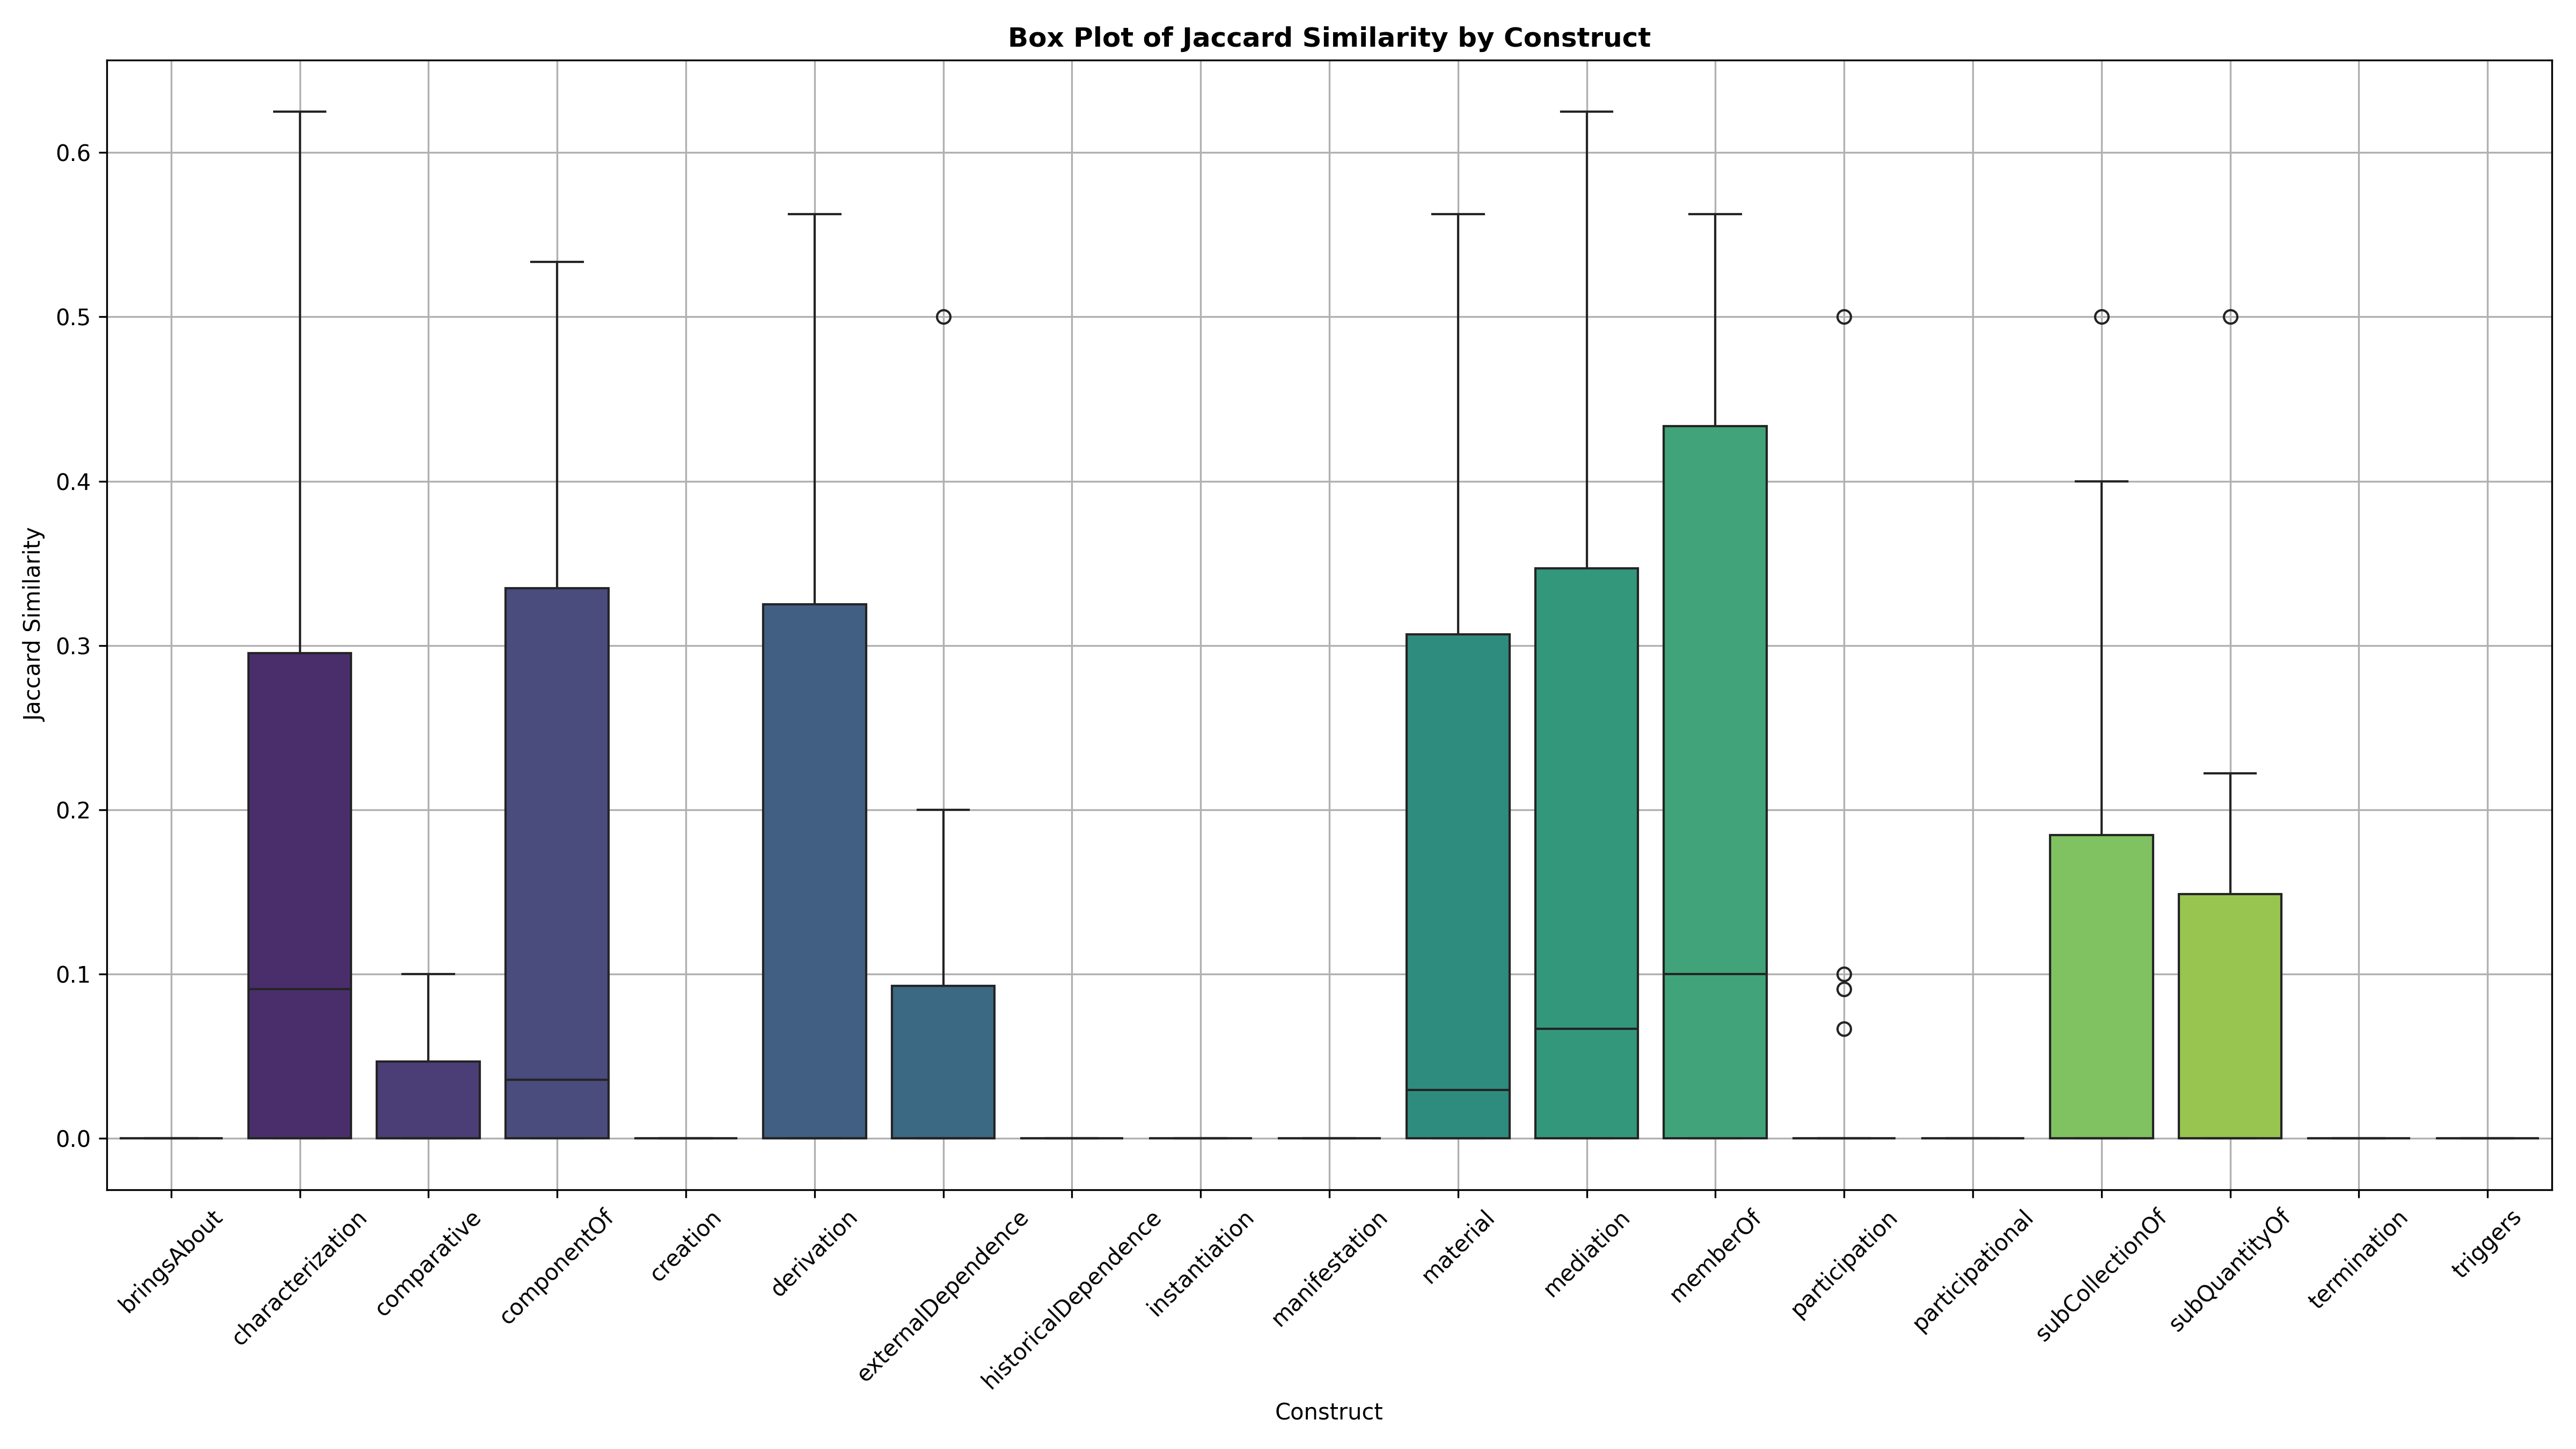 Box Plot of Jaccard Similarity by Construct
Jaccard Similarity
0.6
0.5
0.4
0.3
0.2
0.1
0.0
bringsAbout
characterization
comparative
componentOf
creation
derivation
externalDependence
historicalDependence
instantiation
manifestation
material
mediation
memberOf
participation
participational
subCollectionOf
subQuantityOf
termination
triggers
Construct